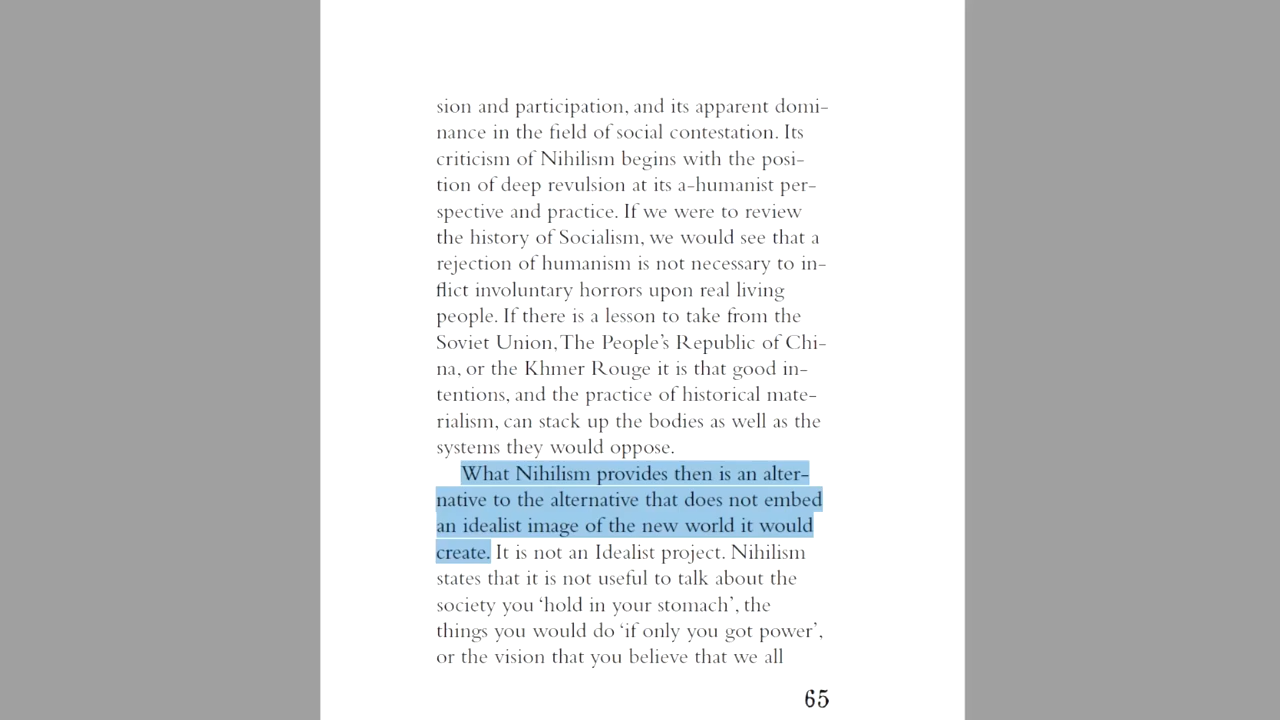 sion and participation, and its apparent domi-
nance in the field of social contestation. Its
criticism of Nihilism begins with the posi-
tion of deep revulsion at its a-humanist per-
spective and practice. If we were to review
the history of Socialism, we would see that a
rejection of humanism is not necessary to in-
flict involuntary horrors upon real living
people. If there is a lesson to take from the
Soviet Union, The People's Republic of Chi-
na, or the Khmer Rouge it is that good in-
tentions, and the practice of historical mate-
rialism, can stack up the bodies as well as the
systems they would oppose.
What Nihilism provides then is an alter-
native to the alternative that does not embed
an idealist image of the new world it would
create. It is not an Idealist project. Nihilism
states that it is not useful to talk about the
society you ‘hold in your stomach’, the
things you would do ‘if only you got power’,
or the vision that you believe that we all
65